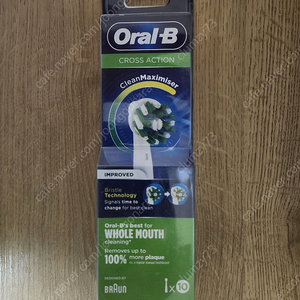 Oral-B
CROSS ACTION
CleanMaximiser
IMPROVED
Bristle
Technology
Signals time to
change for best clean
Oral-B's best for
WHOLE MOUTH
cleaning*
Removes up to
100% more plaque
BRAUN
x10